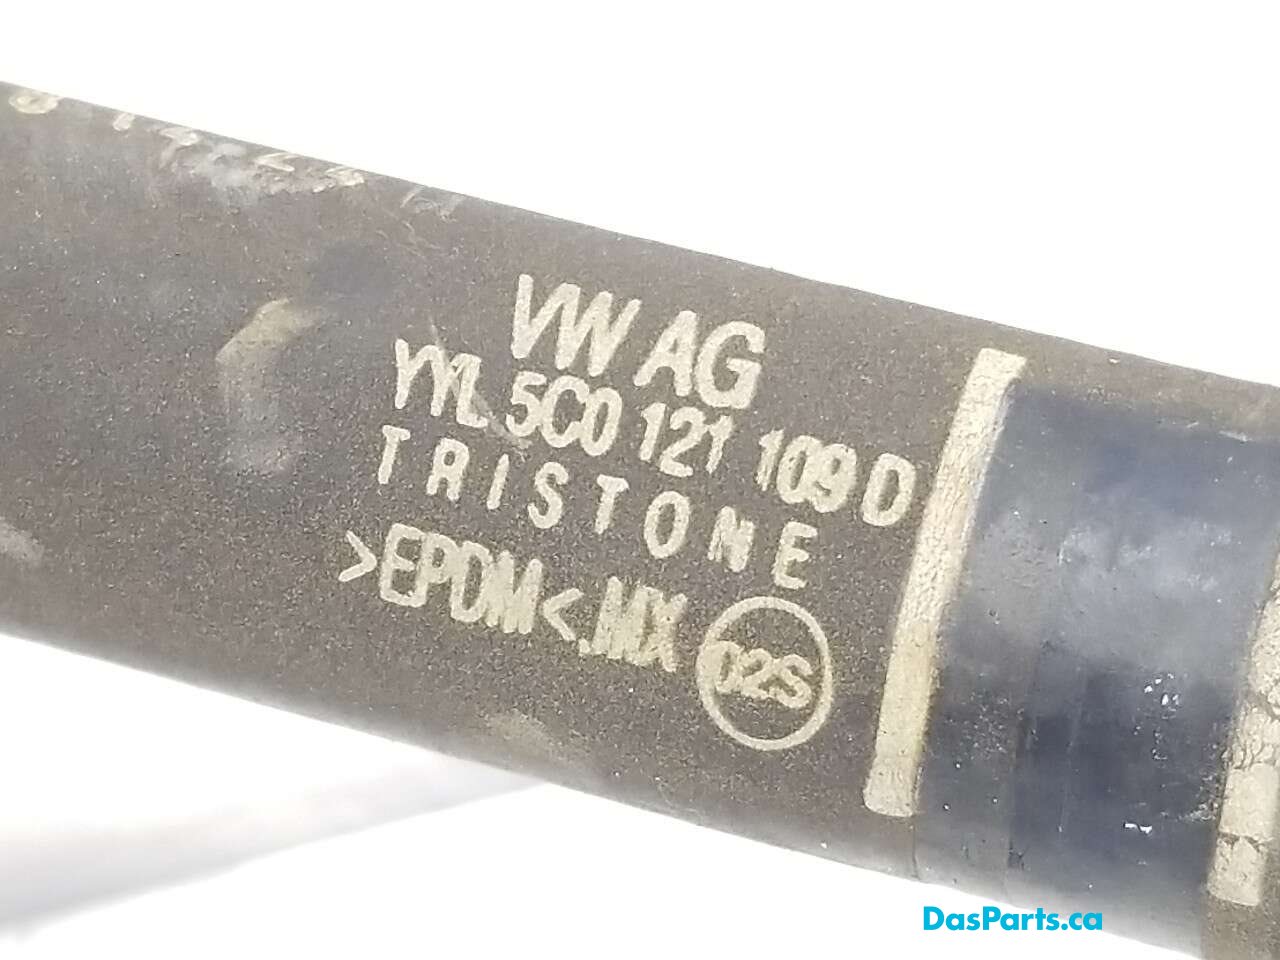 VW AG
YYL 5C0 121 109 D
TRISTONE
>EPDM<.MX 02S
DasParts.ca